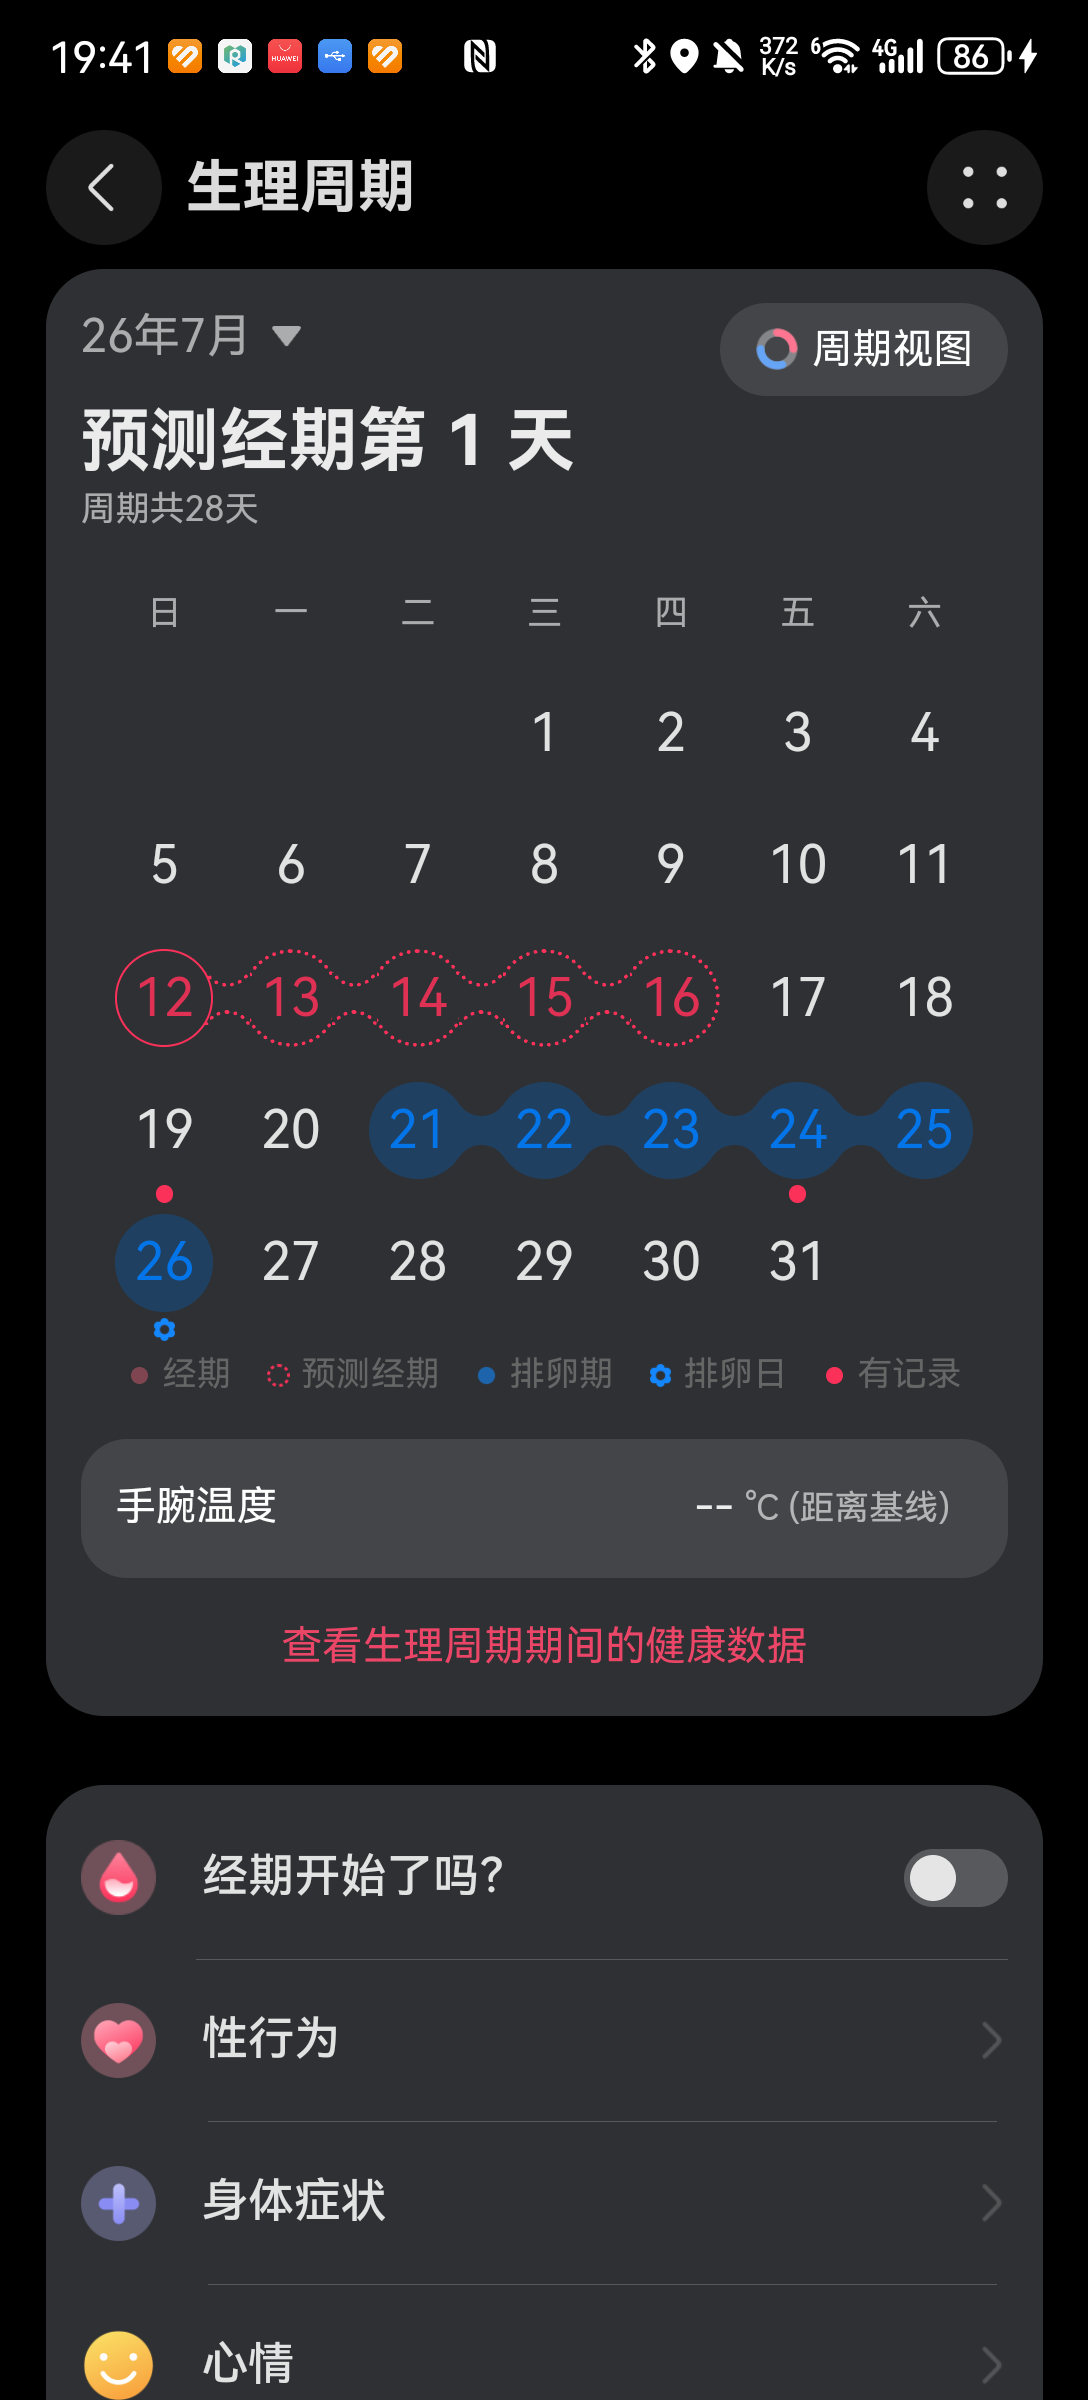 19:41 HUAWEI 372 K/s 6 4G 86
生理周期
26年7月 周期视图
预测经期第 1 天
周期共28天
日 一 二 三 四 五 六
1 2 3 4
5 6 7 8 9 10 11
12 13 14 15 16 17 18
19 20 21 22 23 24 25
26 27 28 29 30 31
经期 预测经期 排卵期 排卵日 有记录
手腕温度 -- °C (距离基线)
查看生理周期期间的健康数据
经期开始了吗?
性行为
身体症状
心情